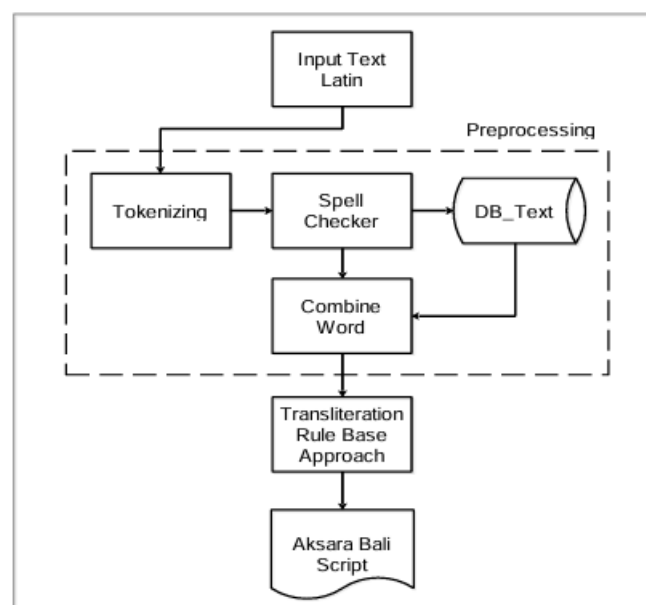 Input Text
Latin
Preprocessing
Tokenizing
Spell
Checker
DB_Text
Combine
Word
Transliteration
Rule Base
Approach
Aksara Bali
Script